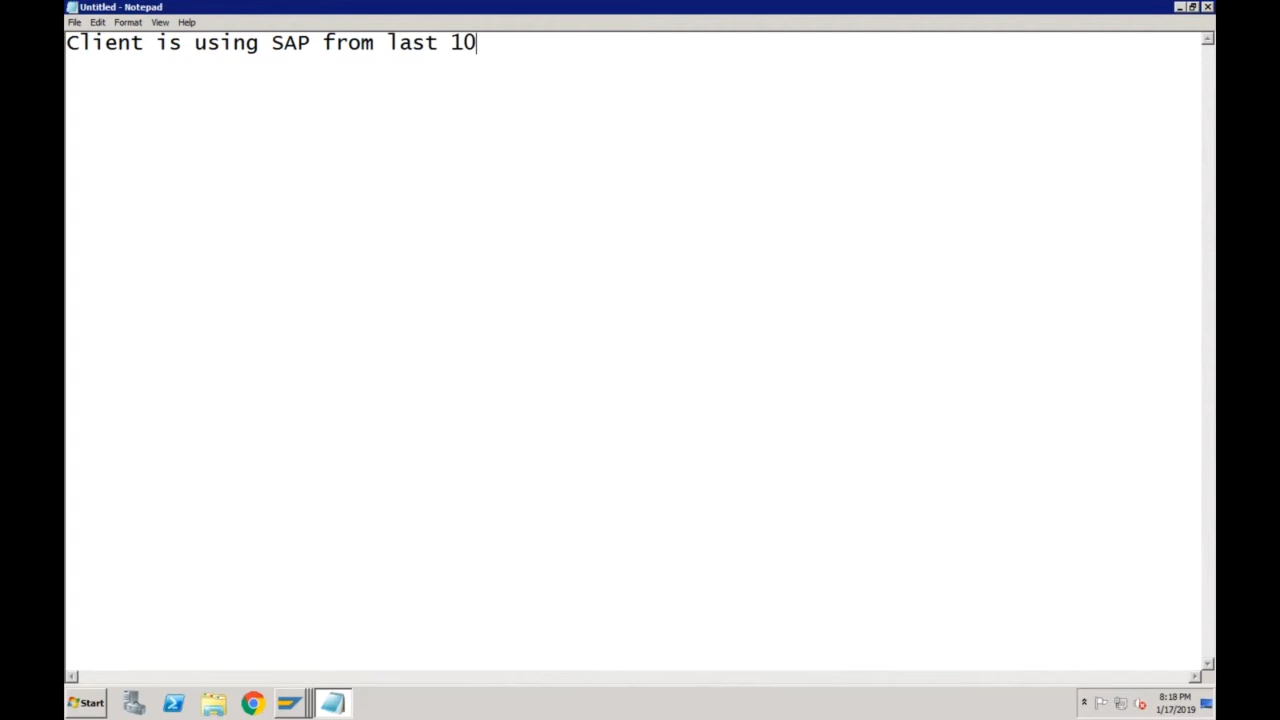 Untitled - Notepad
File Edit Format View Help
Client is using SAP from last 10
Start
8:18 PM
1/17/2019